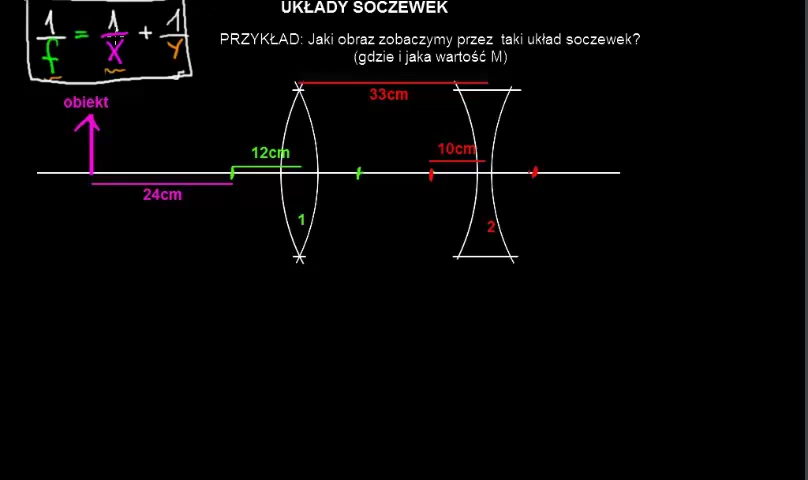 UKŁADY SOCZEWEK
1/f = 1/x + 1/y
PRZYKŁAD: Jaki obraz zobaczymy przez taki układ soczewek?
(gdzie i jaka wartość M)
33cm
obiekt
12cm
10cm
24cm
1
2